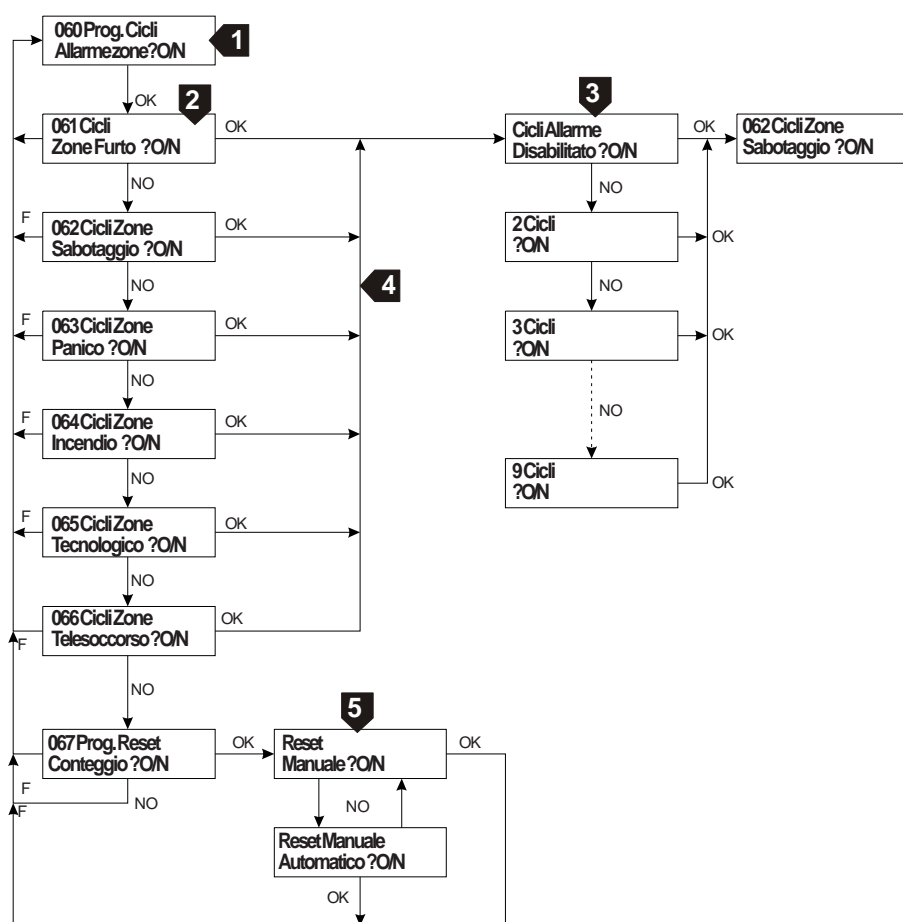 060 Prog. Cicli
Allarme zone ?O/N
1
OK
2
3
061 Cicli
Zone Furto ?O/N
OK
Cicli Allarme
Disabilitato ?O/N
OK
062 Cicli Zone
Sabotaggio ?O/N
NO
NO
F
062 Cicli Zone
Sabotaggio ?O/N
OK
2 Cicli
?O/N
OK
NO
4
NO
F
063 Cicli Zone
Panico ?O/N
OK
3 Cicli
?O/N
OK
NO
NO
F
064 Cicli Zone
Incendio ?O/N
OK
9 Cicli
?O/N
OK
NO
F
065 Cicli Zone
Tecnologico ?O/N
OK
NO
066 Cicli Zone
Telesoccorso ?O/N
OK
F
NO
5
067 Prog. Reset
Conteggio ?O/N
OK
Reset
Manuale ?O/N
OK
F
NO
NO
F
Reset Manuale
Automatico ?O/N
OK